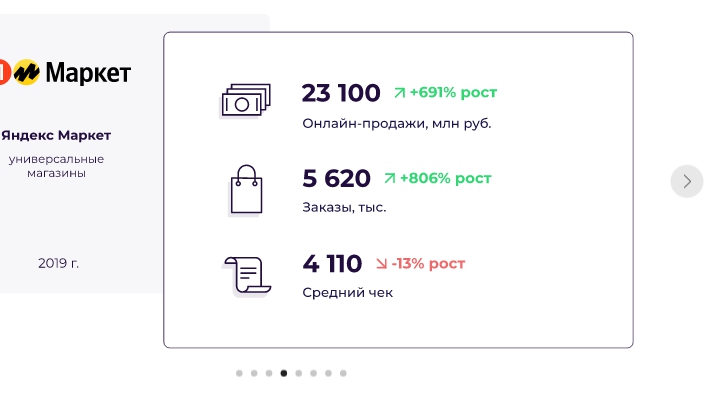 Маркет
Яндекс Маркет
универсальные
магазины
2019 г.
23 100 +691% рост
Онлайн-продажи, млн руб.
5 620 +806% рост
Заказы, тыс.
4 110 -13% рост
Средний чек